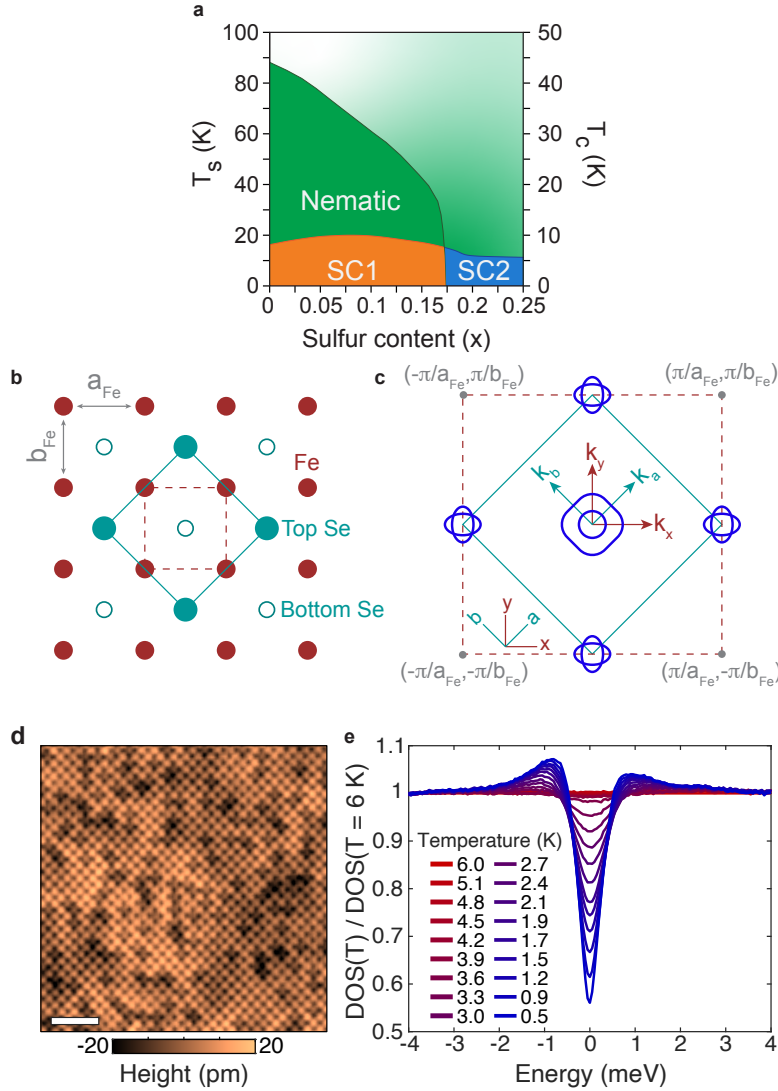 a
100
80
60
40
20
0
T_s (K)
50
40
30
20
10
0
T_c (K)
Nematic
SC1
SC2
0
0.05
0.1
0.15
0.20
0.25
Sulfur content (x)
b
a_Fe
b_Fe
Fe
Top Se
Bottom Se
c
(-π/a_Fe,π/b_Fe)
(π/a_Fe,π/b_Fe)
k_y
k_b
k_a
k_x
y
b
a
x
(-π/a_Fe,-π/b_Fe)
(π/a_Fe,-π/b_Fe)
d
-20
20
Height (pm)
e
1.1
1
0.9
0.8
0.7
0.6
0.5
DOS(T) / DOS(T = 6 K)
Temperature (K)
6.0 2.7
5.1 2.4
4.8 2.1
4.5 1.9
4.2 1.7
3.9 1.5
3.6 1.2
3.3 0.9
3.0 0.5
-4 -3 -2 -1 0 1 2 3 4
Energy (meV)